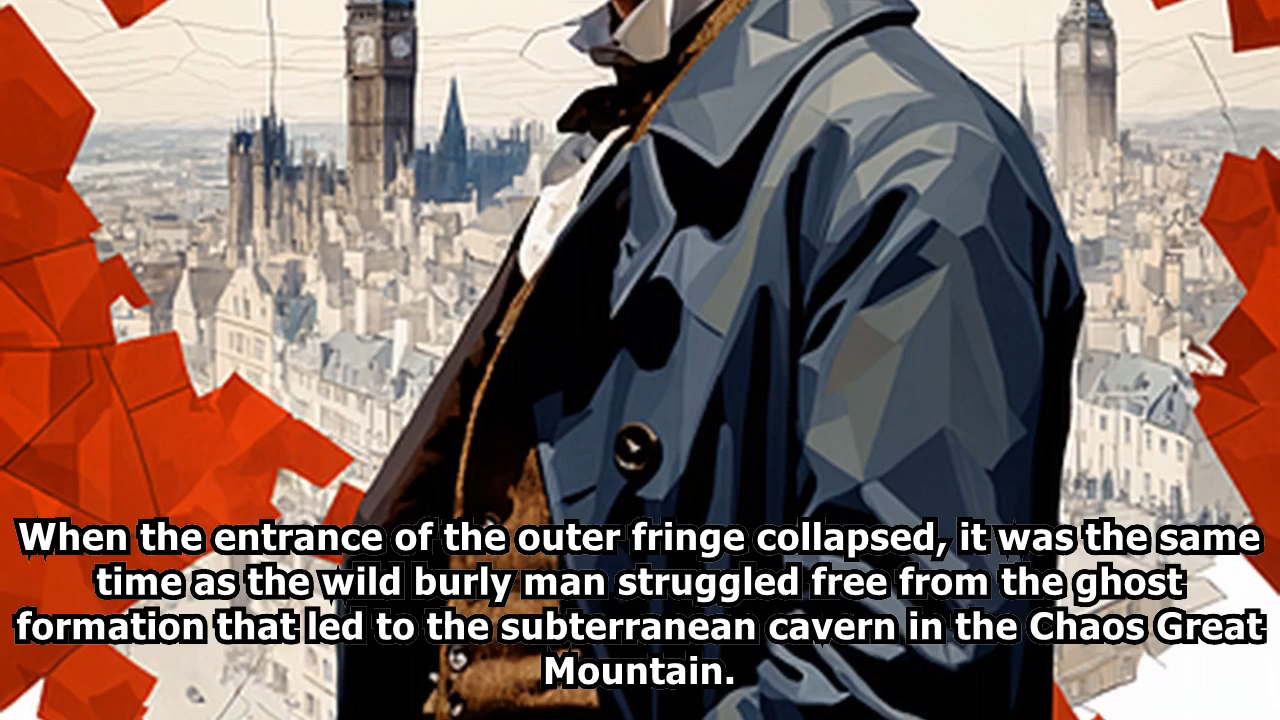 When the entrance of the outer fringe collapsed, it was the same
time as the wild burly man struggled free from the ghost
formation that led to the subterranean cavern in the Chaos Great
Mountain.